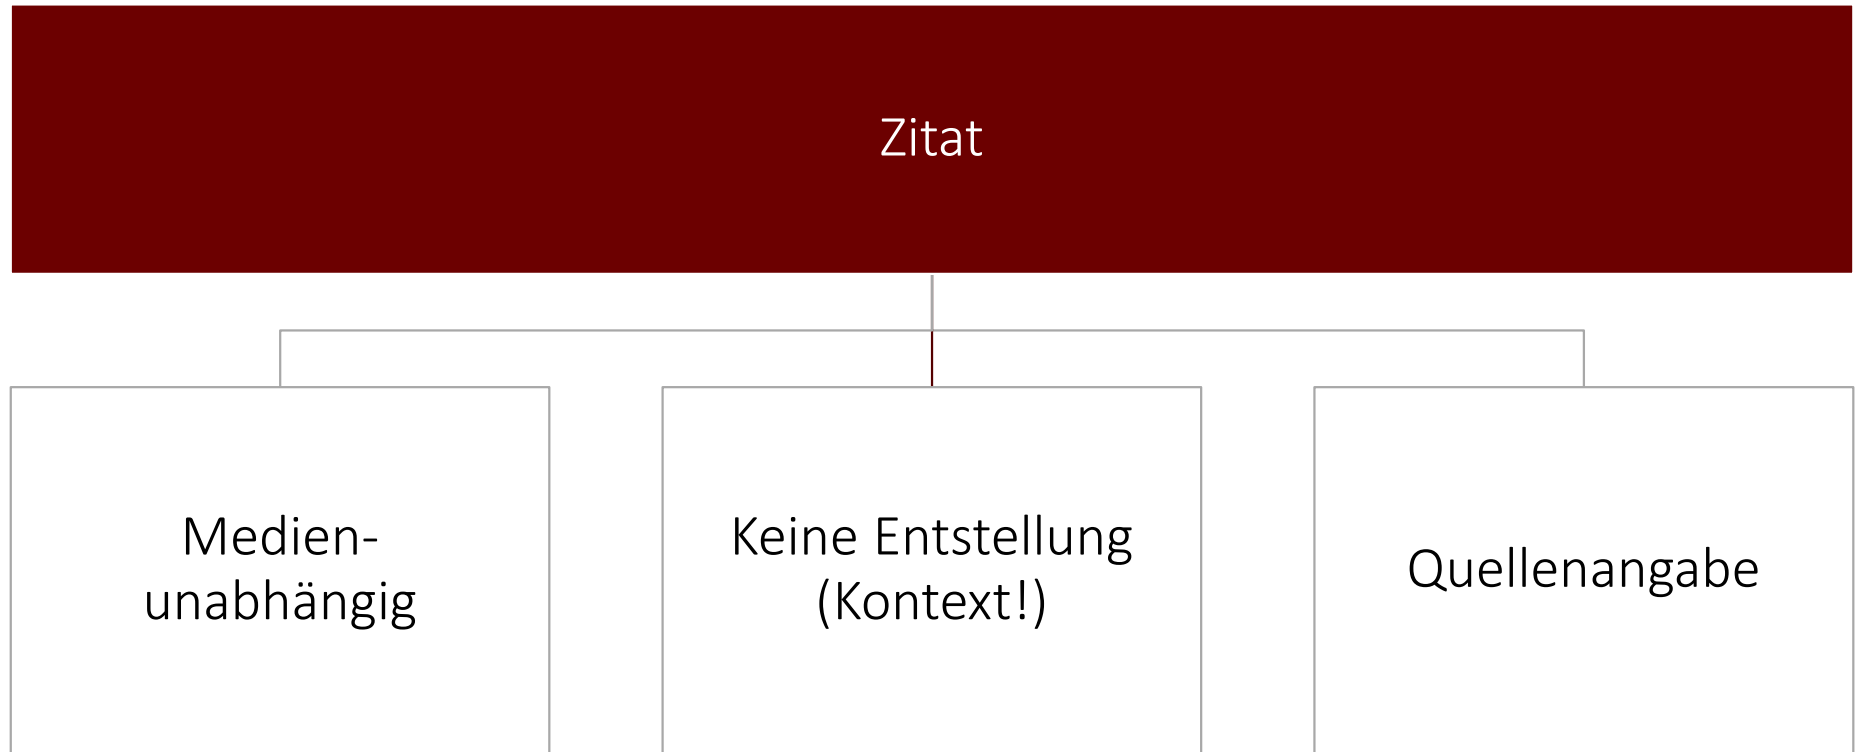 Zitat
Medien-
unabhängig
Keine Entstellung
(Kontext!)
Quellenangabe